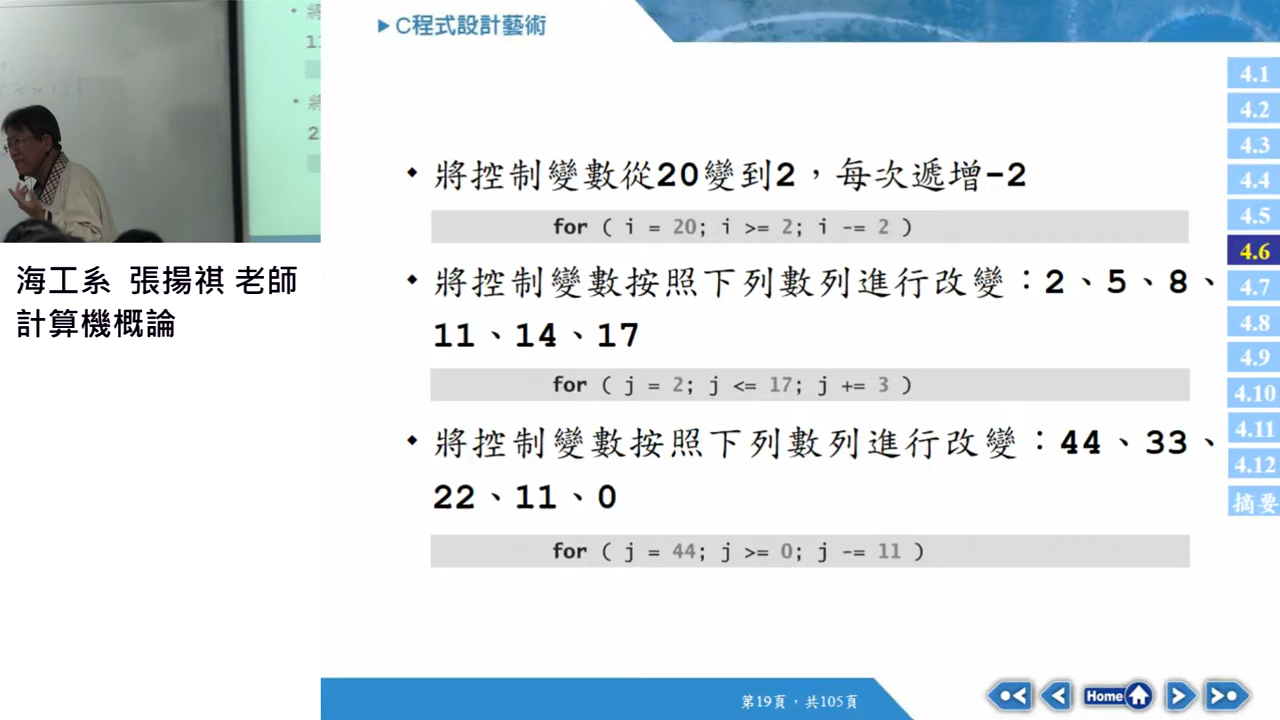 C程式設計藝術
將控制變數從20變到2，每次遞增-2
for ( i = 20; i >= 2; i -= 2 )
將控制變數按照下列數列進行改變：2、5、8、
11、14、17
for ( j = 2; j <= 17; j += 3 )
將控制變數按照下列數列進行改變：44、33、
22、11、0
for ( j = 44; j >= 0; j -= 11 )
海工系 張揚祺 老師
計算機概論
4.1
4.2
4.3
4.4
4.5
4.6
4.7
4.8
4.9
4.10
4.11
4.12
摘要
第19頁，共105頁
Home